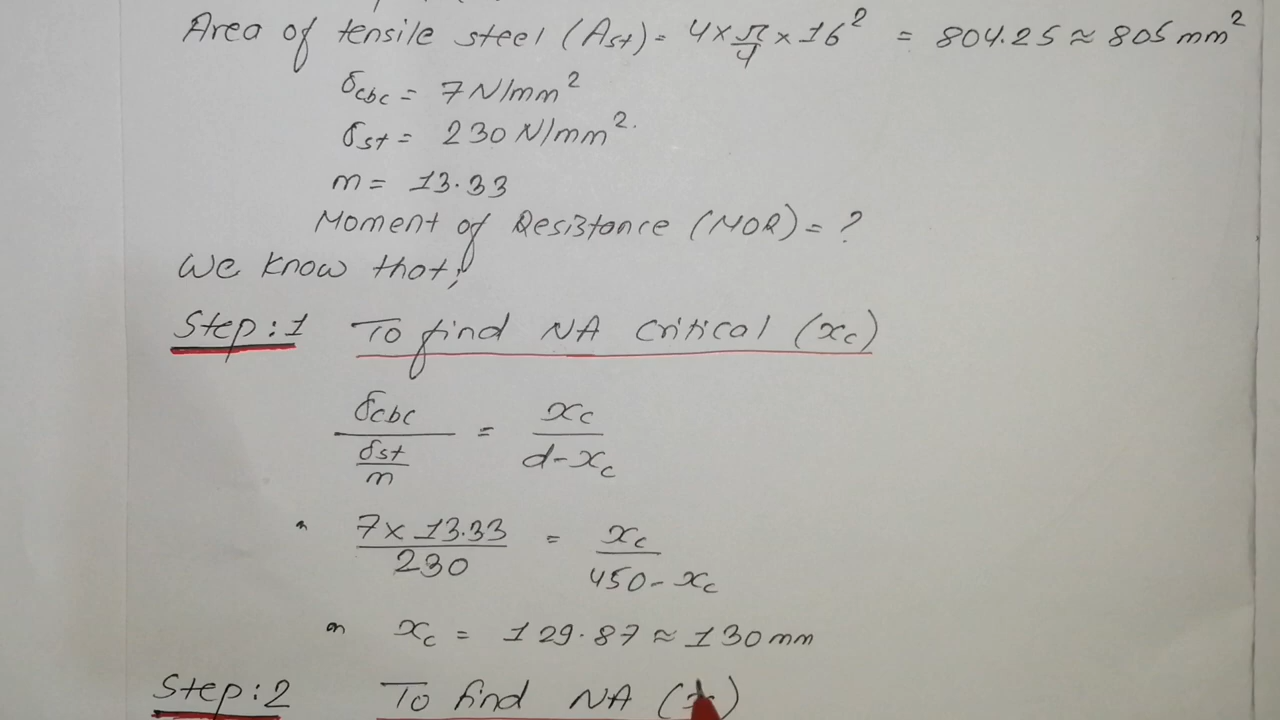 Area of tensile steel (Ast) = 4 × π/4 × 16² = 804.25 ≈ 805 mm²
σcbc = 7 N/mm²
σst = 230 N/mm².
m = 13.33
Moment of Resistance (MOR) = ?
We know that;
Step:1 To find NA critical (xc)
σcbc / (σst/m) = xc / (d-xc)
(7 × 13.33) / 230 = xc / (450 - xc)
or xc = 129.87 ≈ 130 mm
Step:2 To find NA (